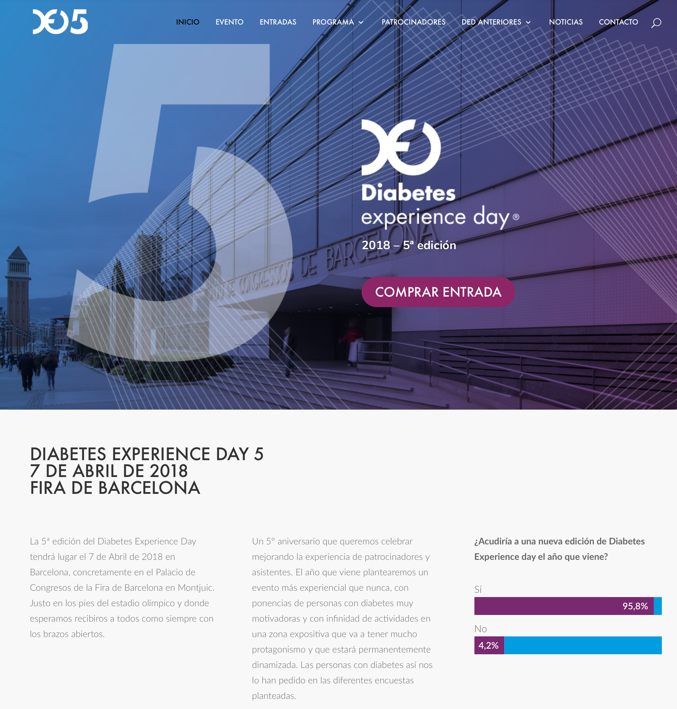 DED5
INICIO EVENTO ENTRADAS PROGRAMA PATROCINADORES DED ANTERIORES NOTICIAS CONTACTO
5
DE BARCELONA
DED
Diabetes
experience day®
2018 – 5ª edición
COMPRAR ENTRADA
DIABETES EXPERIENCE DAY 5
7 DE ABRIL DE 2018
FIRA DE BARCELONA
La 5ª edición del Diabetes Experience Day
tendrá lugar el 7 de Abril de 2018 en
Barcelona, concretamente en el Palacio de
Congresos de la Fira de Barcelona en Montjuic.
Justo en los pies del estadio olímpico y donde
esperamos recibiros a todos como siempre con
los brazos abiertos.
Un 5° aniversario que queremos celebrar
mejorando la experiencia de patrocinadores y
asistentes. El año que viene plantearemos un
evento más experiencial que nunca, con
ponencias de personas con diabetes muy
motivadoras y con infinidad de actividades en
una zona expositiva que va a tener mucho
protagonismo y que estará permanentemente
dinamizada. Las personas con diabetes así nos
lo han pedido en las diferentes encuestas
planteadas.
¿Acudiría a una nueva edición de Diabetes
Experience day el año que viene?
Sí
95,8%
No
4,2%